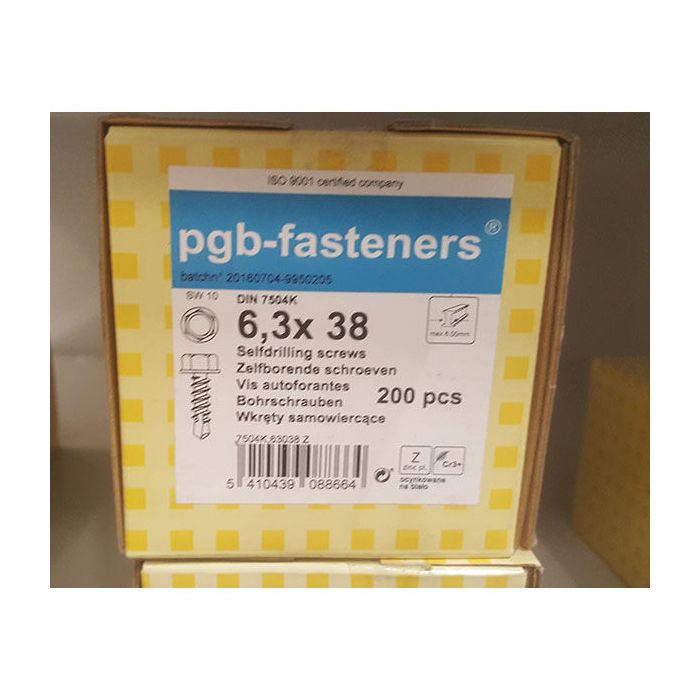 ISO 9001 certified company
pgb-fasteners®
batchn° 20160704-9950205
SW 10 DIN 7504K
6,3x 38
max 6.00mm
Selfdrilling screws
Zelfborende schroeven
Vis autoforantes
Bohrschrauben
Wkręty samowiercące
200 pcs
7504K,63038 Z
5 410439 088664
Z
zinc pl.
Cr3+
ocynkowane
na biało